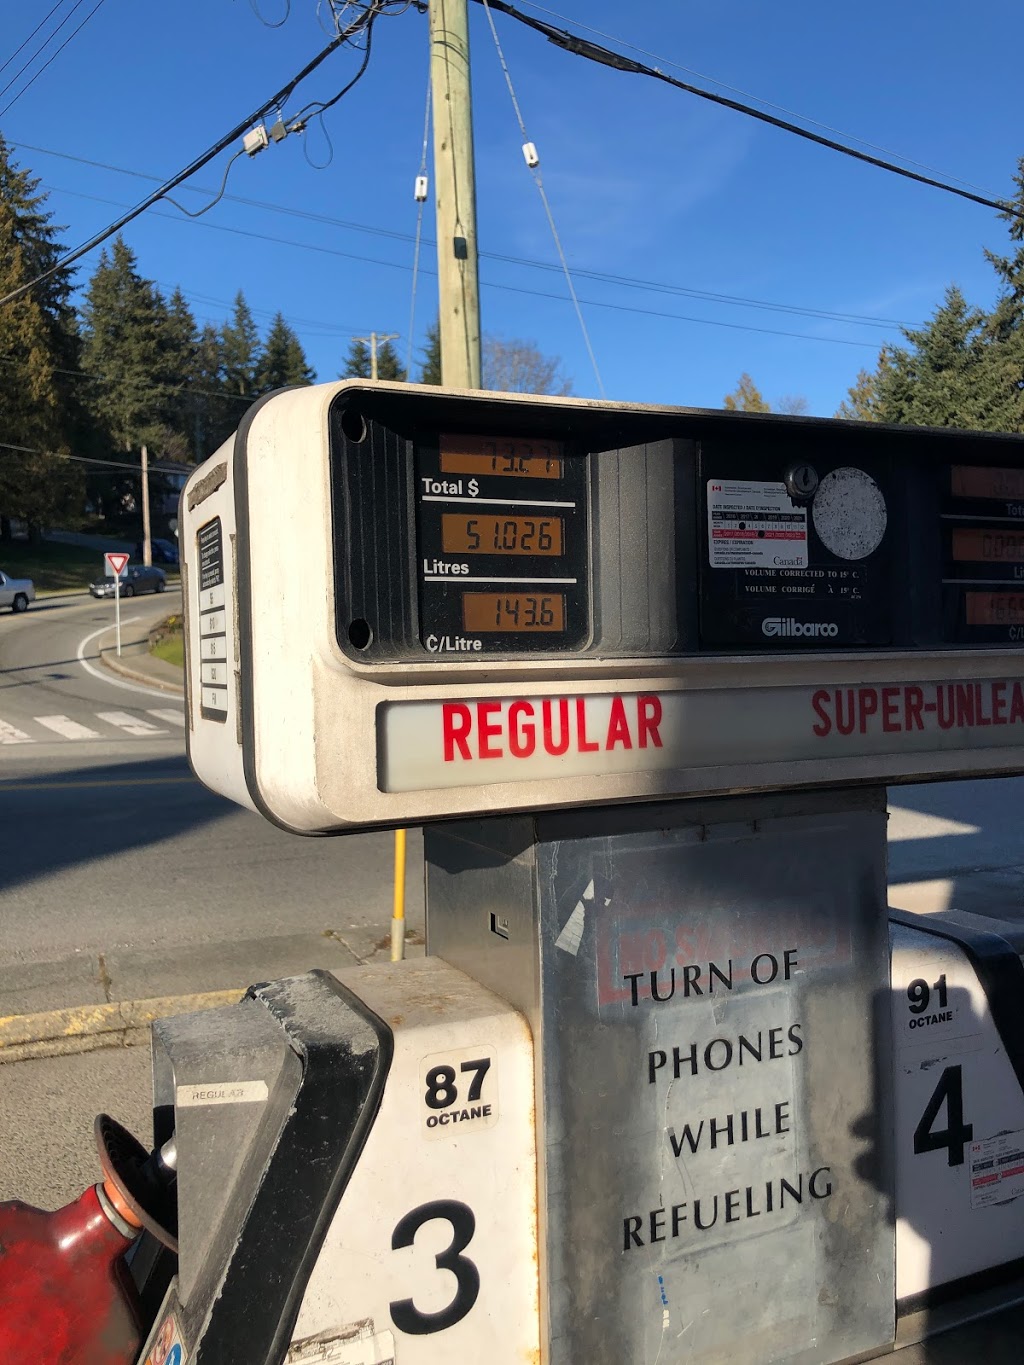 73.27
Total $
51.026
Litres
143.6
₵/Litre
Canada
VOLUME CORRECTED TO 15° C.
VOLUME CORRIGÉ À 15° C.
Gilbarco
REGULAR
SUPER-UNLEA
TURN OF
PHONES
WHILE
REFUELING
REGULAR
87
OCTANE
3
91
OCTANE
4